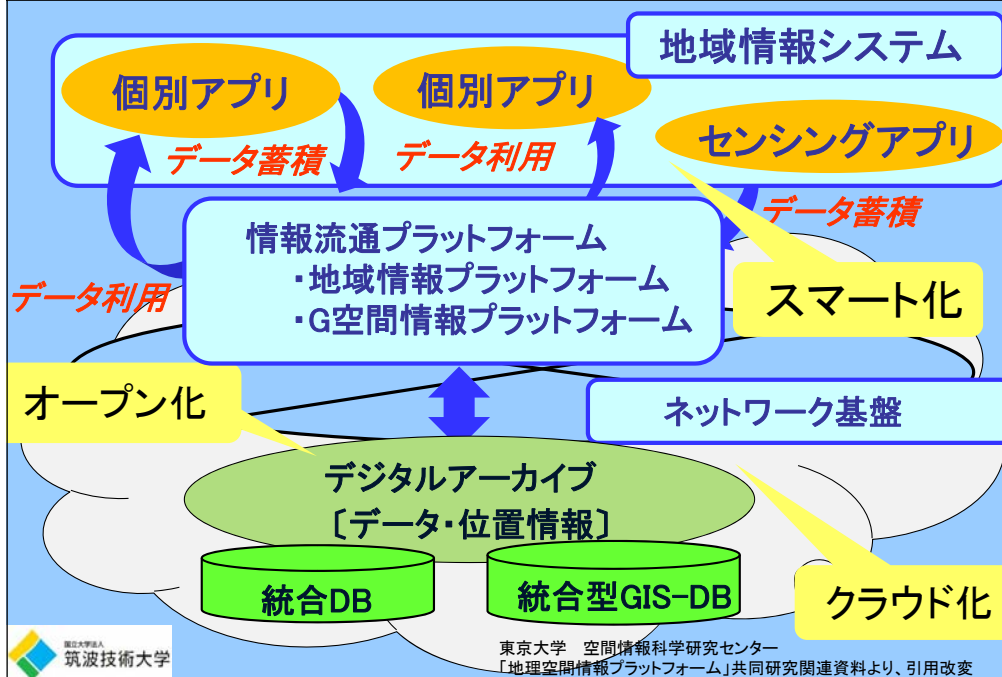 地域情報システム
個別アプリ
個別アプリ
センシングアプリ
データ蓄積
データ利用
データ蓄積
情報流通プラットフォーム
・地域情報プラットフォーム
・G空間情報プラットフォーム
データ利用
スマート化
オープン化
ネットワーク基盤
デジタルアーカイブ
〔データ・位置情報〕
統合DB
統合型GIS-DB
クラウド化
国立大学法人
筑波技術大学
東京大学　空間情報科学研究センター
「地理空間情報プラットフォーム」共同研究関連資料より、引用改変